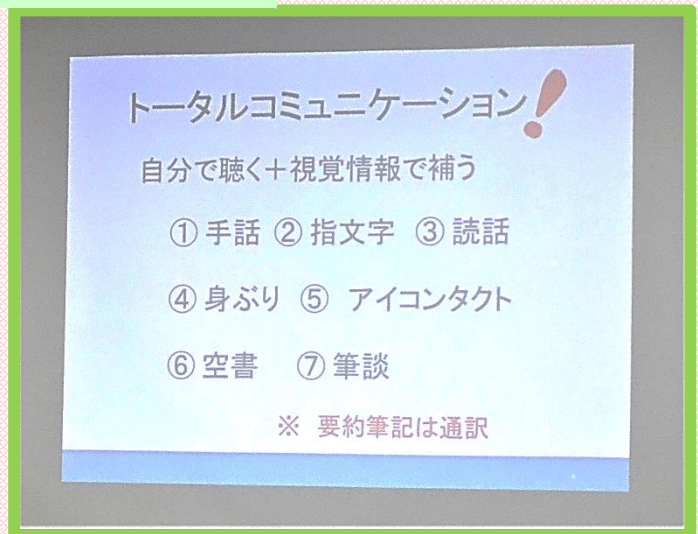 トータルコミュニケーション!
自分で聴く+視覚情報で補う
① 手話 ② 指文字 ③ 読話
④ 身ぶり ⑤ アイコンタクト
⑥ 空書 ⑦ 筆談
※ 要約筆記は通訳